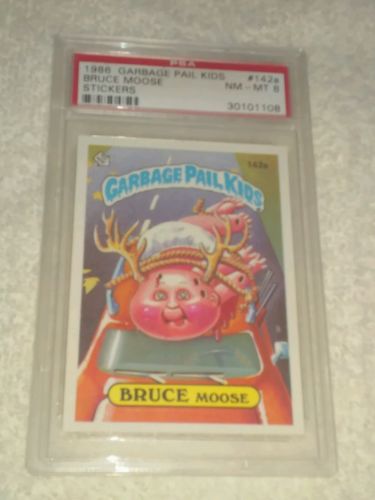 PSA
1986 GARBAGE PAIL KIDS #142a
BRUCE MOOSE NM - MT 8
STICKERS 30101108
142a
GARBAGE PAIL KIDS
BRUCE MOOSE